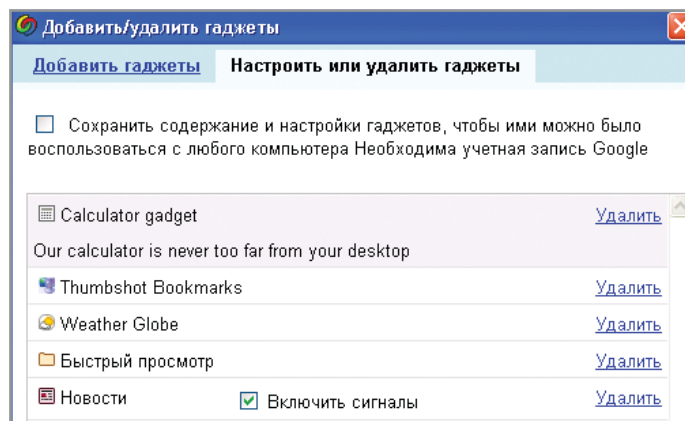 Добавить/удалить гаджеты
Добавить гаджеты Настроить или удалить гаджеты
Сохранить содержание и настройки гаджетов, чтобы ими можно было
воспользоваться с любого компьютера Необходима учетная запись Google
Calculator gadget Удалить
Our calculator is never too far from your desktop
Thumbshot Bookmarks Удалить
Weather Globe Удалить
Быстрый просмотр Удалить
Новости Включить сигналы Удалить